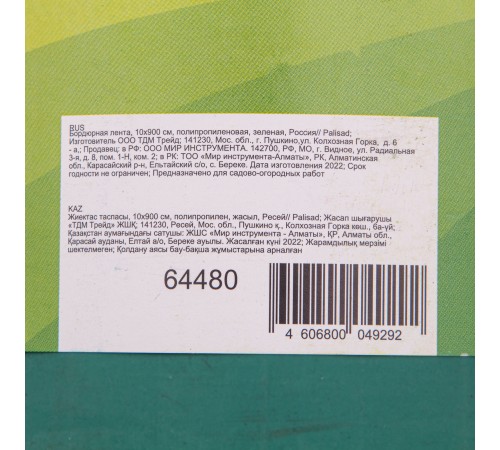 RUS
Бордюрная лента, 10х900 см, полипропиленовая, зеленая, Россия// Palisad;
Изготовитель ООО ТДМ Трейд; 141230, Мос. обл., г. Пушкино,ул. Колхозная Горка, д. 6
- а,; Продавец: в РФ: ООО МИР ИНСТРУМЕНТА. 142700, РФ, МО, г. Видное, ул. Радиальная
3-я, д. 8, пом. 1-Н, ком. 2; в РК: ТОО «Мир инструмента-Алматы», РК, Алматинская
обл., Карасайский р-н, Ельтайский с/о, с. Береке. Дата изготовления 2022; Срок
годности не ограничен; Предназначено для садово-огородных работ
KAZ
Жиектас таспасы, 10х900 см, полипропилен, жасыл, Ресей// Palisad; Жасап шығарушы
«ТДМ Трейд» ЖШҚ; 141230, Ресей, Мос. обл., Пушкино қ., Колхозная Горка көш., 6а-үй;
Қазақстан аумағындағы сатушы: ЖШС «Мир инструмента - Алматы», ҚР, Алматы обл.,
Қарасай ауданы, Елтай а/о, Береке ауылы. Жасалған күні 2022; Жарамдылық мерзімі
шектелмеген; Қолдану аясы бау-бақша жұмыстарына арналған
64480
4 606800 049292